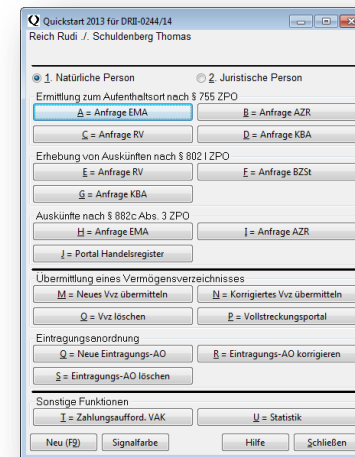 Quickstart 2013 für DRII-0244/14
Reich Rudi ./. Schuldenberg Thomas
1. Natürliche Person 2. Juristische Person
Ermittlung zum Aufenthaltsort nach § 755 ZPO
A = Anfrage EMA B = Anfrage AZR
C = Anfrage RV D = Anfrage KBA
Erhebung von Auskünften nach § 802 l ZPO
E = Anfrage RV F = Anfrage BZSt
G = Anfrage KBA
Auskünfte nach § 882c Abs. 3 ZPO
H = Anfrage EMA I = Anfrage AZR
J = Portal Handelsregister
Übermittlung eines Vermögensverzeichnisses
M = Neues Vvz übermitteln N = Korrigiertes Vvz übermitteln
O = Vvz löschen P = Vollstreckungsportal
Eintragungsanordnung
Q = Neue Eintragungs-AO R = Eintragungs-AO korrigieren
S = Eintragungs-AO löschen
Sonstige Funktionen
T = Zahlungsaufford. VAK U = Statistik
Neu (F9) Signalfarbe Hilfe Schließen